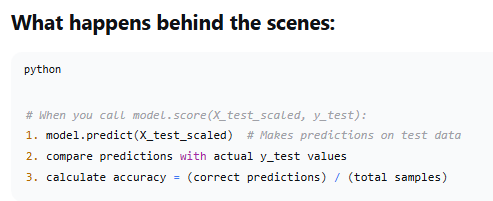 What happens behind the scenes:
python
# When you call model.score(X_test_scaled, y_test):
1. model.predict(X_test_scaled)  # Makes predictions on test data
2. compare predictions with actual y_test values
3. calculate accuracy = (correct predictions) / (total samples)